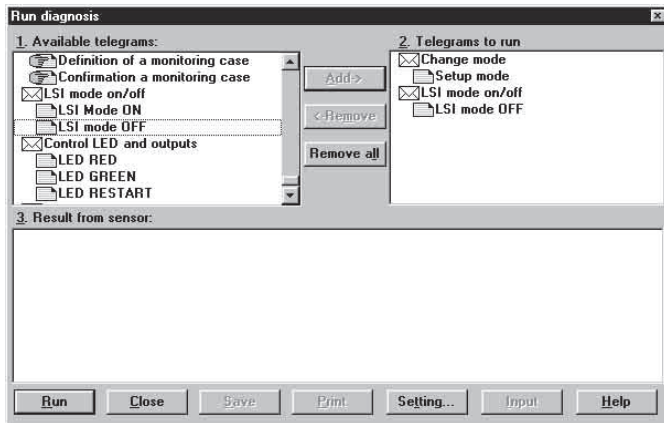 Run diagnosis
1. Available telegrams:
Definition of a monitoring case
Confirmation a monitoring case
LSI mode on/off
LSI Mode ON
LSI mode OFF
Control LED and outputs
LED RED
LED GREEN
LED RESTART
Add->
<-Remove
Remove all
2. Telegrams to run
Change mode
Setup mode
LSI mode on/off
LSI mode OFF
3. Result from sensor:
Run
Close
Save
Print
Setting...
Input
Help